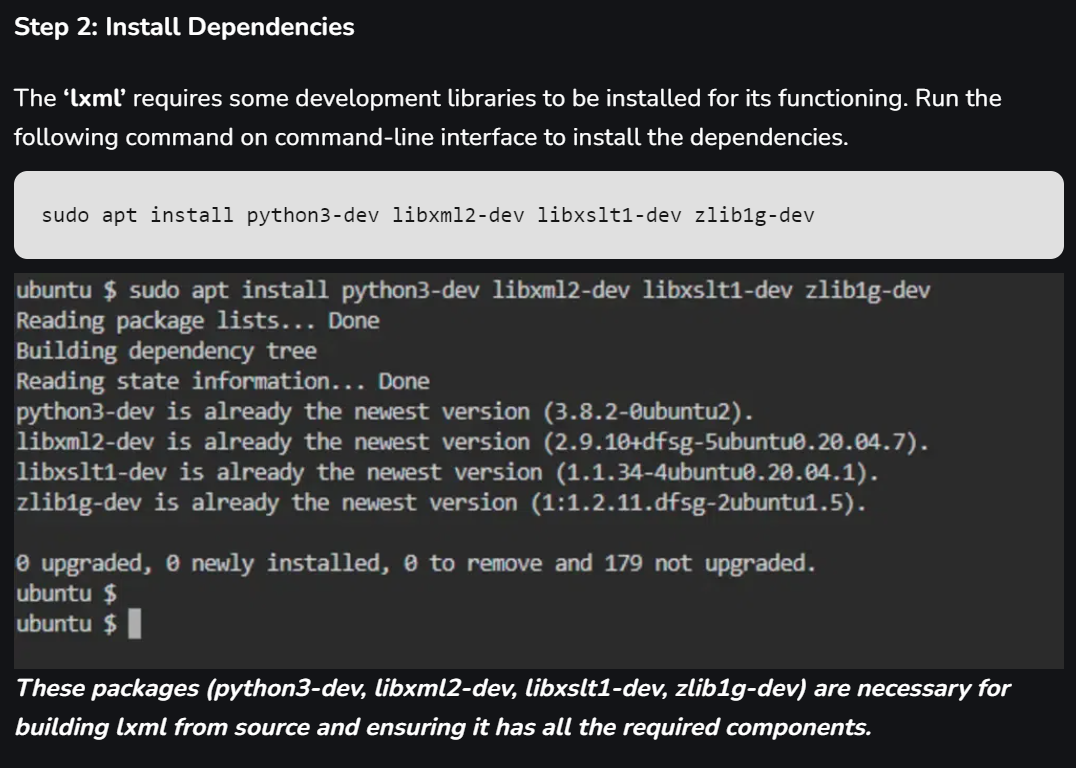 Step 2: Install Dependencies
The ‘lxml’ requires some development libraries to be installed for its functioning. Run the
following command on command-line interface to install the dependencies.
sudo apt install python3-dev libxml2-dev libxslt1-dev zlib1g-dev
ubuntu $ sudo apt install python3-dev libxml2-dev libxslt1-dev zlib1g-dev
Reading package lists... Done
Building dependency tree
Reading state information... Done
python3-dev is already the newest version (3.8.2-0ubuntu2).
libxml2-dev is already the newest version (2.9.10+dfsg-5ubuntu0.20.04.7).
libxslt1-dev is already the newest version (1.1.34-4ubuntu0.20.04.1).
zlib1g-dev is already the newest version (1:1.2.11.dfsg-2ubuntu1.5).
0 upgraded, 0 newly installed, 0 to remove and 179 not upgraded.
ubuntu $
ubuntu $
These packages (python3-dev, libxml2-dev, libxslt1-dev, zlib1g-dev) are necessary for
building lxml from source and ensuring it has all the required components.